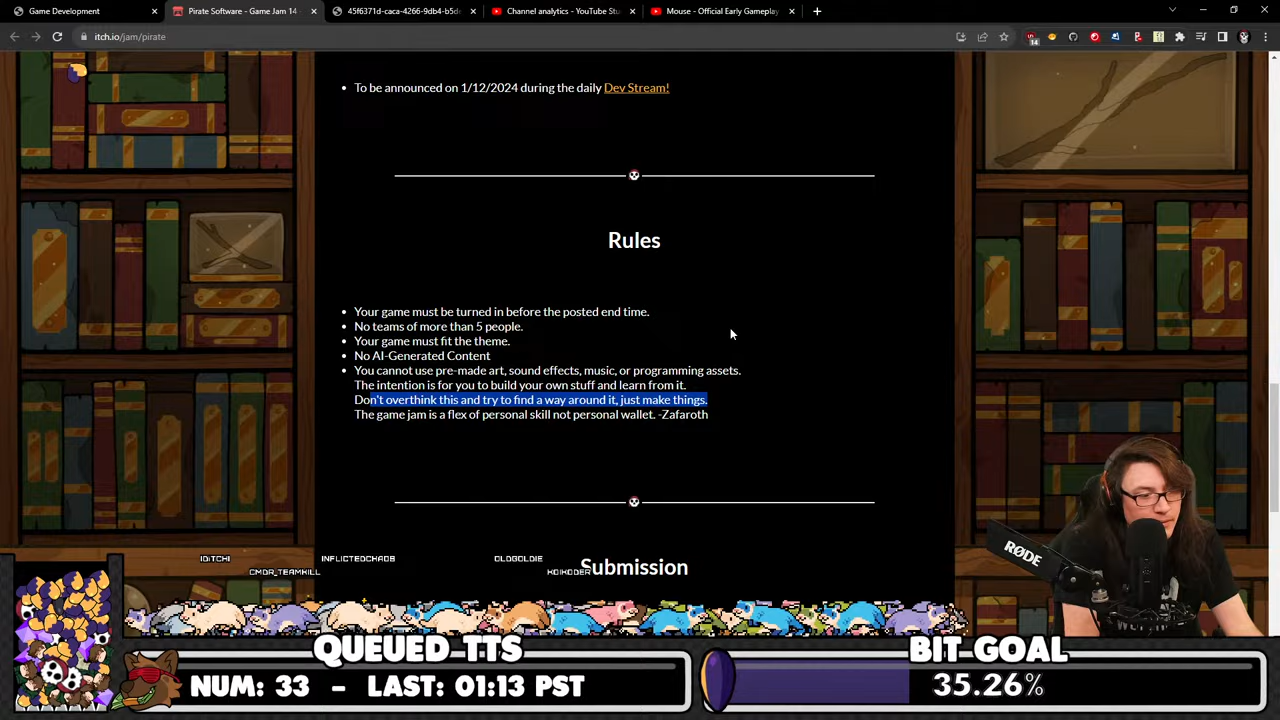 Game Development
Pirate Software - Game Jam 14 -
45f6371d-caca-4266-9db4-b5d
Channel analytics - YouTube Stu
Mouse - Official Early Gameplay
itch.io/jam/pirate
14
To be announced on 1/12/2024 during the daily Dev Stream!
Rules
Your game must be turned in before the posted end time.
No teams of more than 5 people.
Your game must fit the theme.
No AI-Generated Content
You cannot use pre-made art, sound effects, music, or programming assets.
The intention is for you to build your own stuff and learn from it.
Don't overthink this and try to find a way around it, just make things.
The game jam is a flex of personal skill not personal wallet. -Zafaroth
Submission
IDITCHI
INFLICTEDCHAOS
OLDGOLDIE
CMDR_TEAMKILL
KOIKODER
RØDE
QUEUED TTS
NUM: 33 - LAST: 01:13 PST
BIT GOAL
35.26%